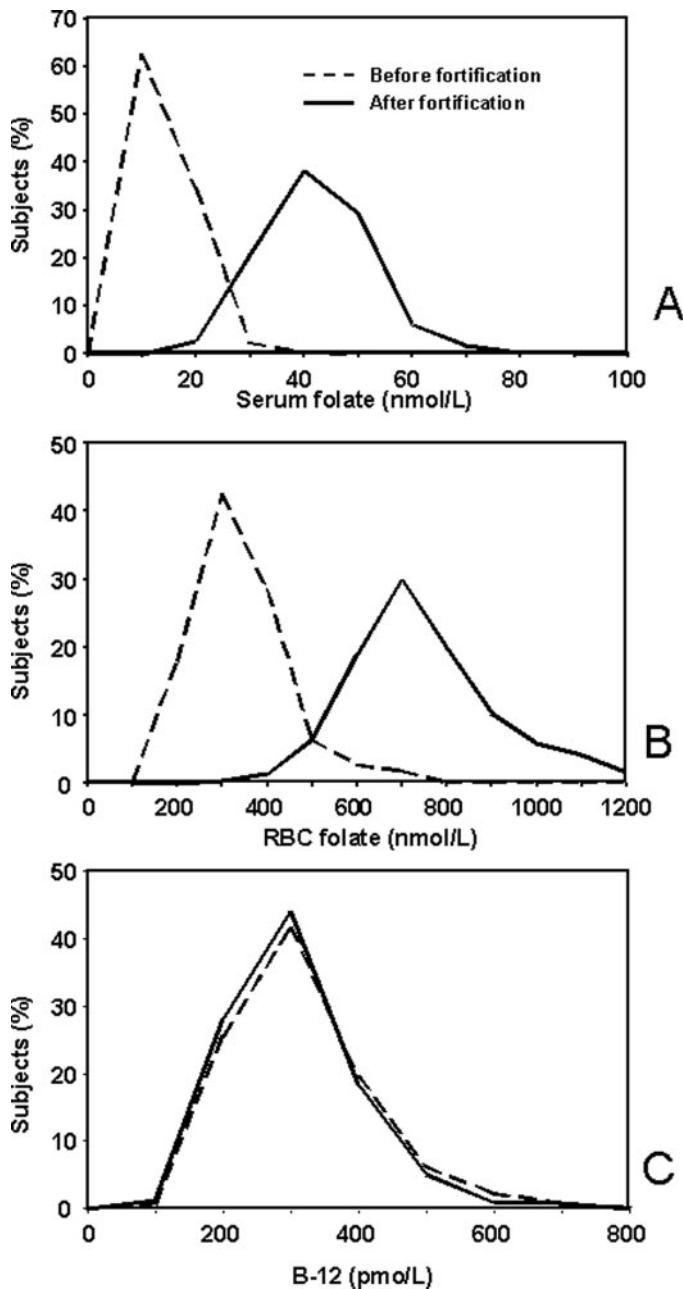 70
60
50
40
30
20
10
0
Subjects (%)
Before fortification
After fortification
A
0 20 40 60 80 100
Serum folate (nmol/L)
50
40
30
20
10
0
Subjects (%)
B
0 200 400 600 800 1000 1200
RBC folate (nmol/L)
50
40
30
20
10
0
Subjects (%)
C
0 200 400 600 800
B-12 (pmo/L)